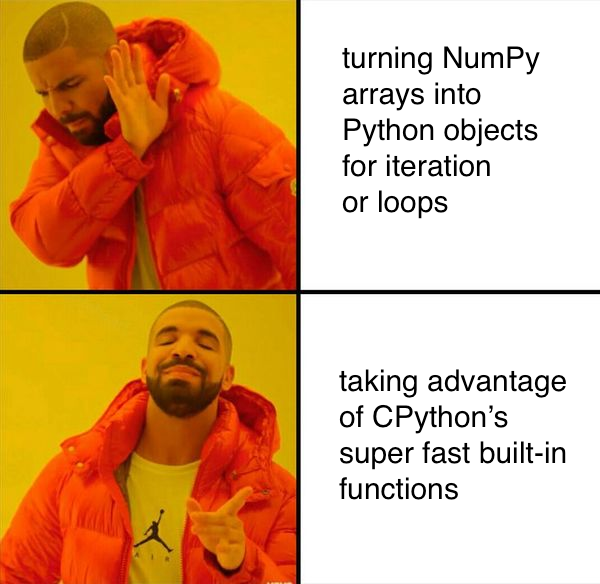 turning NumPy
arrays into
Python objects
for iteration
or loops
taking advantage
of CPython’s
super fast built-in
functions
AIR